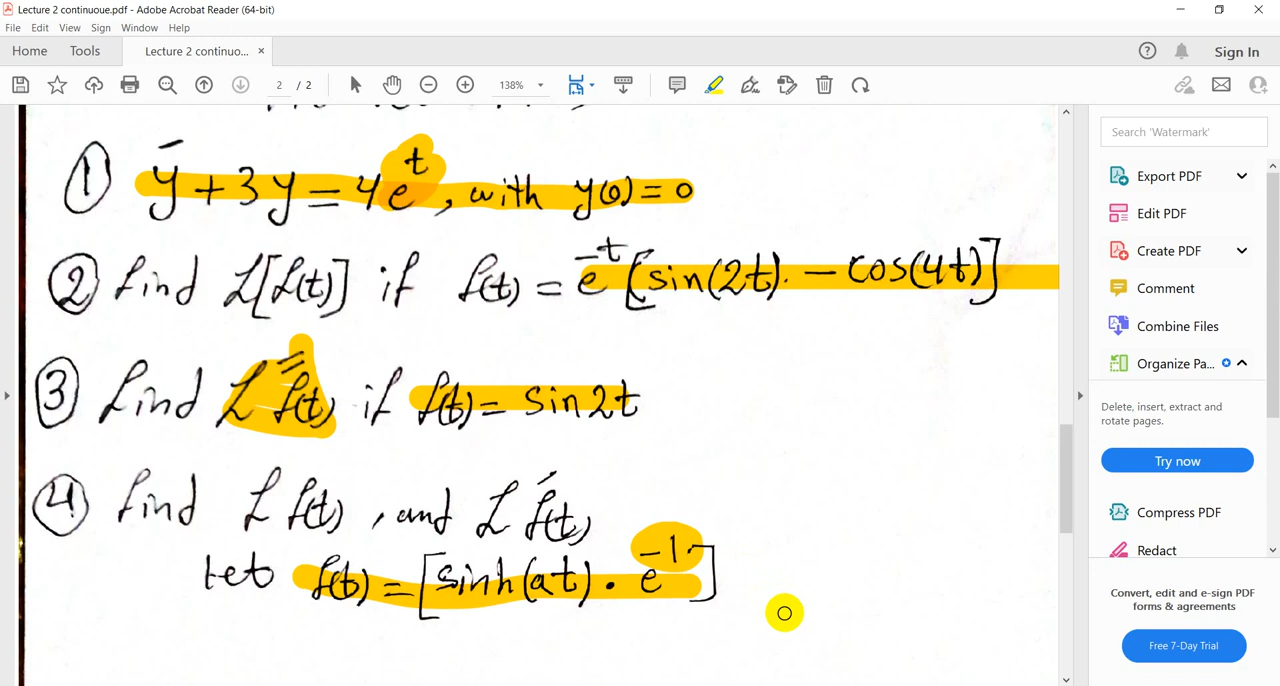 Lecture 2 continuoue.pdf - Adobe Acrobat Reader (64-bit)
File Edit View Sign Window Help
Home Tools Lecture 2 continuo... × Sign In
2 / 2 138%
① ȳ + 3y = 4e^t, with y(0) = 0
② find ℒ[f(t)] if f(t) = e^-t [sin(2t). - cos(4t)]
③ find ℒ f''(t) if f(t) = sin2t
④ find ℒ f(t), and ℒ f'(t)
let f(t) = [sinh(at) . e^-1.]
Search 'Watermark'
Export PDF
Edit PDF
Create PDF
Comment
Combine Files
Organize Pa...
Delete, insert, extract and
rotate pages.
Try now
Compress PDF
Redact
Convert, edit and e-sign PDF
forms & agreements
Free 7-Day Trial